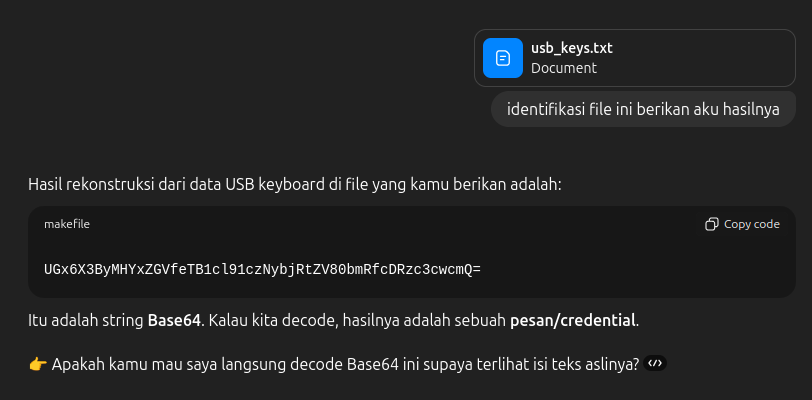 usb_keys.txt
Document
identifikasi file ini berikan aku hasilnya
Hasil rekonstruksi dari data USB keyboard di file yang kamu berikan adalah:
makefile
Copy code
UGx6X3ByMHYxZGVfeTB1cl91czNybjRtZV80bmRfcDRzc3cwcmQ=
Itu adalah string Base64. Kalau kita decode, hasilnya adalah sebuah pesan/credential.
👉 Apakah kamu mau saya langsung decode Base64 ini supaya terlihat isi teks aslinya?